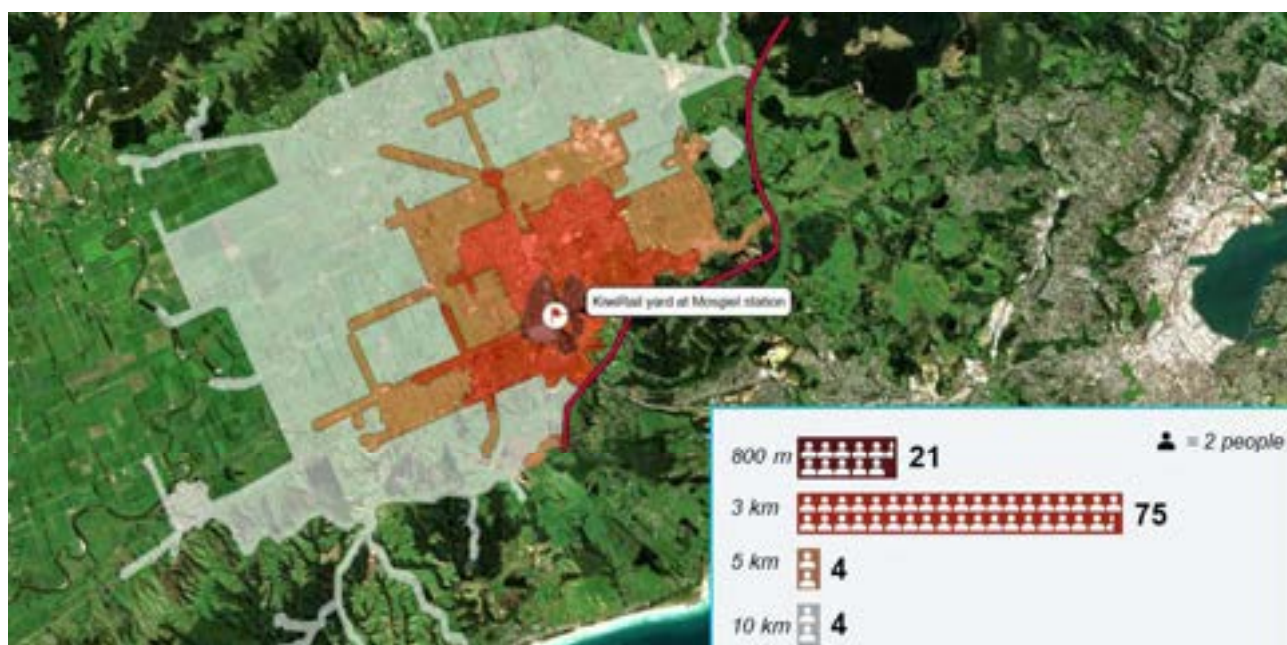 KiwiRail yard at Mosgiel station
= 2 people
800 m 21
3 km 75
5 km 4
10 km 4